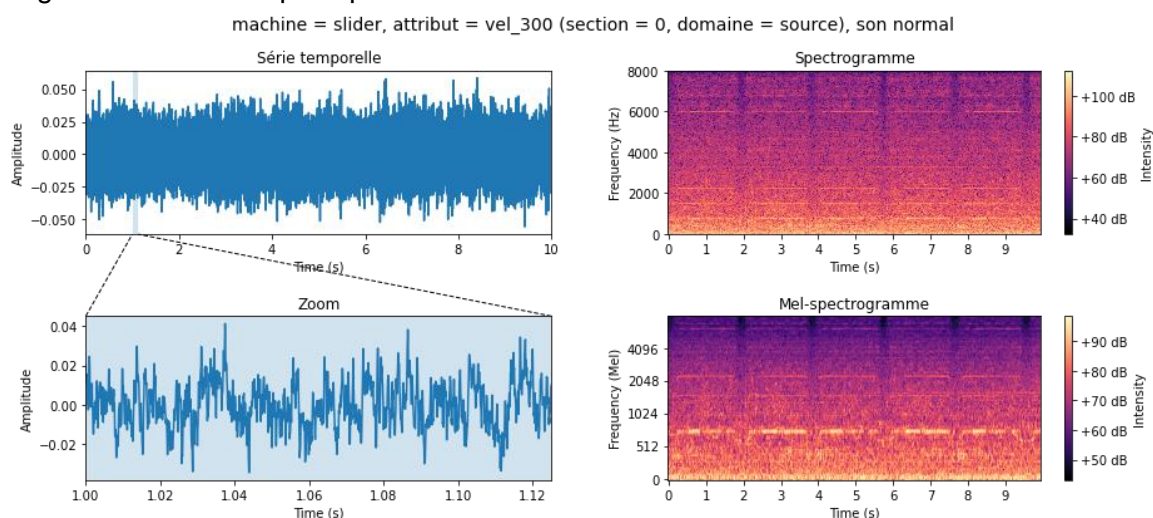 machine = slider, attribut = vel_300 (section = 0, domaine = source), son normal
Série temporelle
0.050
0.025
0.000
−0.025
−0.050
Amplitude
0 2 4 6 8 10
Time (s)
Spectrogramme
8000
6000
4000
2000
0
Frequency (Hz)
0 1 2 3 4 5 6 7 8 9
Time (s)
+100 dB
+80 dB
+60 dB
+40 dB
Intensity
Zoom
0.04
0.02
0.00
−0.02
Amplitude
1.00 1.02 1.04 1.06 1.08 1.10 1.12
Time (s)
Mel-spectrogramme
4096
2048
1024
512
0
Frequency (Mel)
0 1 2 3 4 5 6 7 8 9
Time (s)
+90 dB
+80 dB
+70 dB
+60 dB
+50 dB
Intensity